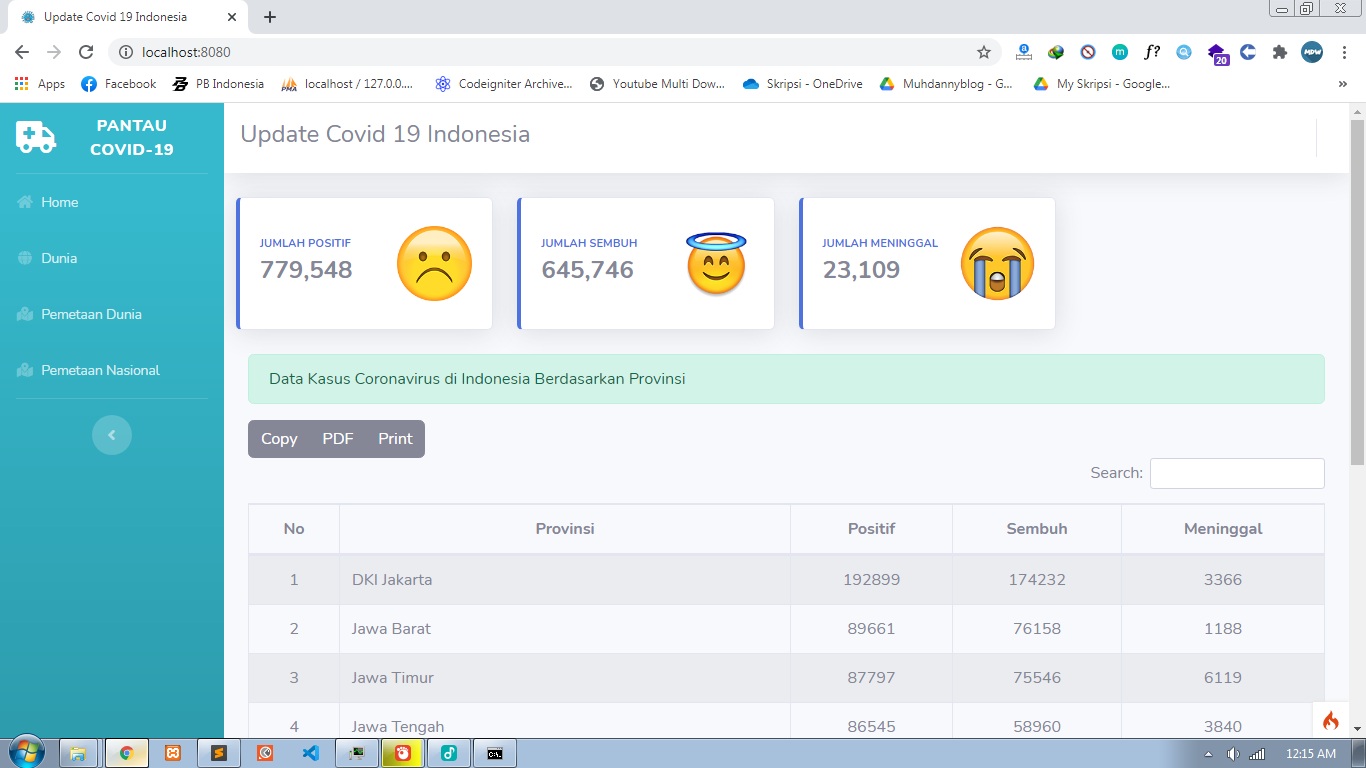 Update Covid 19 Indonesia
localhost:8080
20
MDW
Apps
Facebook
PB Indonesia
localhost / 127.0.0....
Codeigniter Archive...
Youtube Multi Dow...
Skripsi - OneDrive
Muhdannyblog - G...
My Skripsi - Google...
PANTAU
COVID-19
Home
Dunia
Pemetaan Dunia
Pemetaan Nasional
Update Covid 19 Indonesia
JUMLAH POSITIF
779,548
JUMLAH SEMBUH
645,746
JUMLAH MENINGGAL
23,109
Data Kasus Coronavirus di Indonesia Berdasarkan Provinsi
Copy PDF Print
Search:
No Provinsi Positif Sembuh Meninggal
1 DKI Jakarta 192899 174232 3366
2 Jawa Barat 89661 76158 1188
3 Jawa Timur 87797 75546 6119
4 Jawa Tengah 86545 58960 3840
12:15 AM